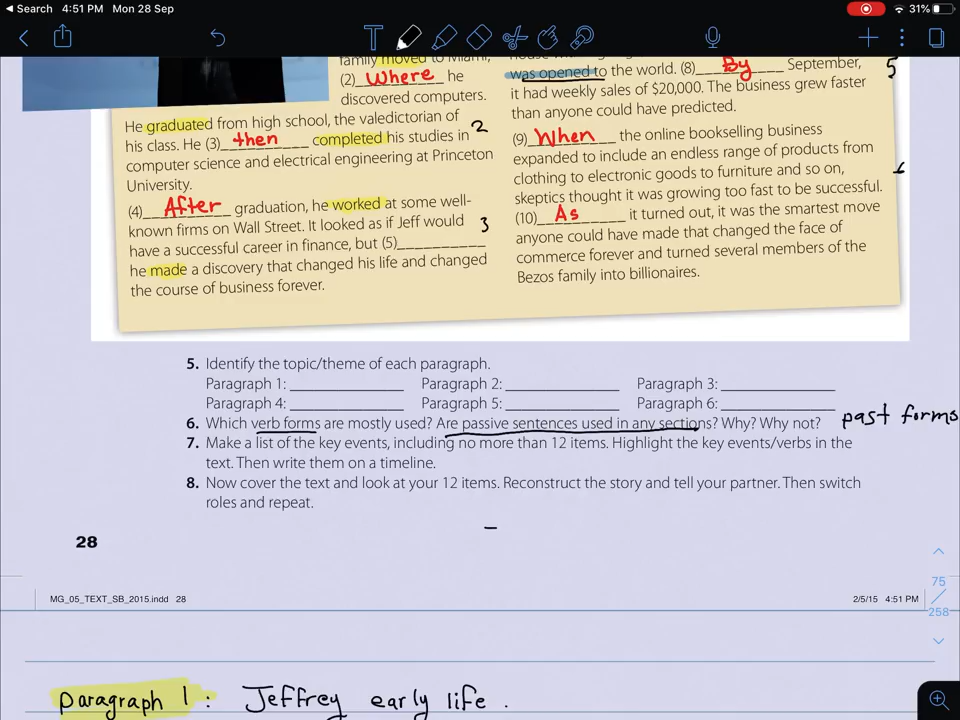 Search 4:51 PM Mon 28 Sep 31%
family moved to Miami,
(2) Where he
discovered computers.
He graduated from high school, the valedictorian of
his class. He (3) then completed his studies in 2
computer science and electrical engineering at Princeton
University.
(4) After graduation, he worked at some well-
known firms on Wall Street. It looked as if Jeff would 3
have a successful career in finance, but (5)__________
he made a discovery that changed his life and changed
the course of business forever.
was opened to the world. (8) By September, 5
it had weekly sales of $20,000. The business grew faster
than anyone could have predicted.
(9) When the online bookselling business
expanded to include an endless range of products from
clothing to electronic goods to furniture and so on,
skeptics thought it was growing too fast to be successful.
(10) As it turned out, it was the smartest move
anyone could have made that changed the face of
commerce forever and turned several members of the
Bezos family into billionaires.
5. Identify the topic/theme of each paragraph.
Paragraph 1: ____________ Paragraph 2: ____________ Paragraph 3: ____________
Paragraph 4: ____________ Paragraph 5: ____________ Paragraph 6: ____________
6. Which verb forms are mostly used? Are passive sentences used in any sections? Why? Why not? past forms
7. Make a list of the key events, including no more than 12 items. Highlight the key events/verbs in the
text. Then write them on a timeline.
8. Now cover the text and look at your 12 items. Reconstruct the story and tell your partner. Then switch
roles and repeat.
28
75
258
MG_05_TEXT_SB_2015.indd 28 2/5/15 4:51 PM
paragraph 1: Jeffrey early life.